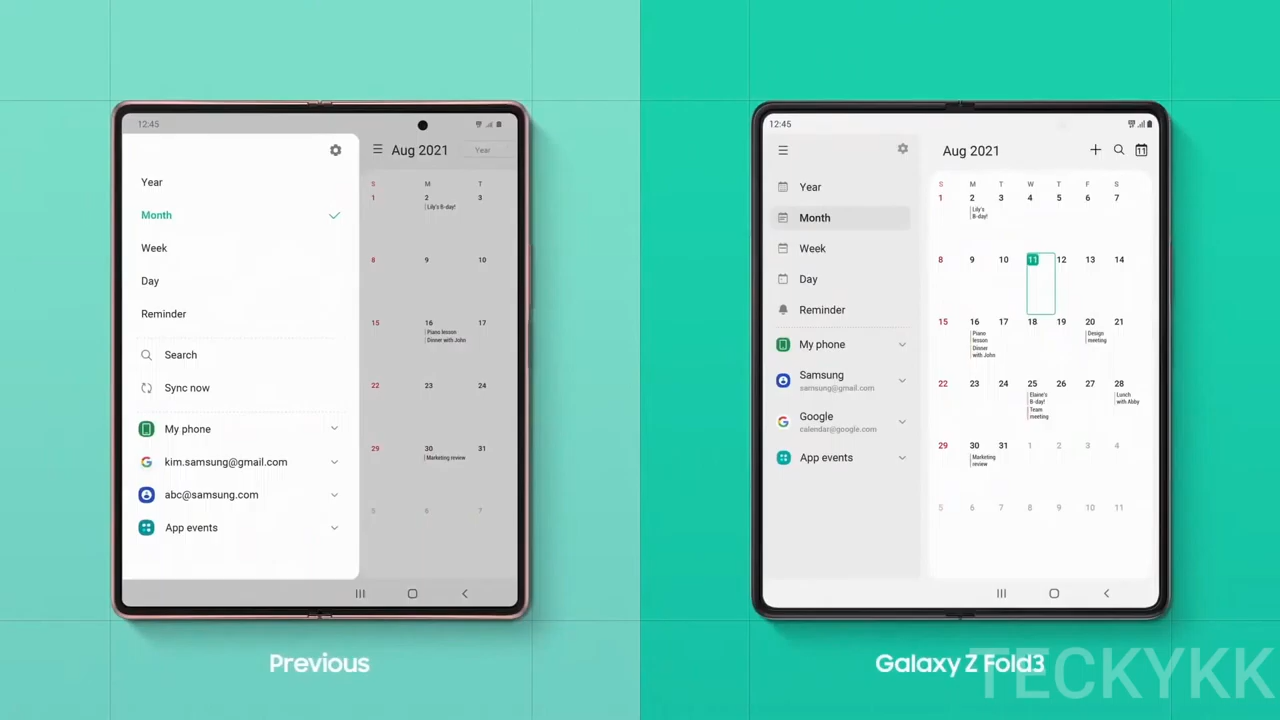 12:45
Aug 2021
Year
Year
Month
Week
Day
Reminder
Search
Sync now
My phone
kim.samsung@gmail.com
abc@samsung.com
App events
S M T
1 2 3
Lily's B-day!
8 9 10
15 16 17
Piano lesson
Dinner with John
22 23 24
29 30 31
Marketing review
5 6 7
Previous
12:45
Aug 2021
11
Year
Month
Week
Day
Reminder
My phone
Samsung
samsung@gmail.com
Google
calendar@google.com
App events
S M T W T F S
1 2 3 4 5 6 7
Lily's
B-day!
8 9 10 11 12 13 14
15 16 17 18 19 20 21
Piano
lesson
Dinner
with John
Design
meeting
22 23 24 25 26 27 28
Elaine's
B-day!
Team
meeting
Lunch
with Abby
29 30 31 1 2 3 4
Marketing
review
5 6 7 8 9 10 11
Galaxy Z Fold3
TECKYKK